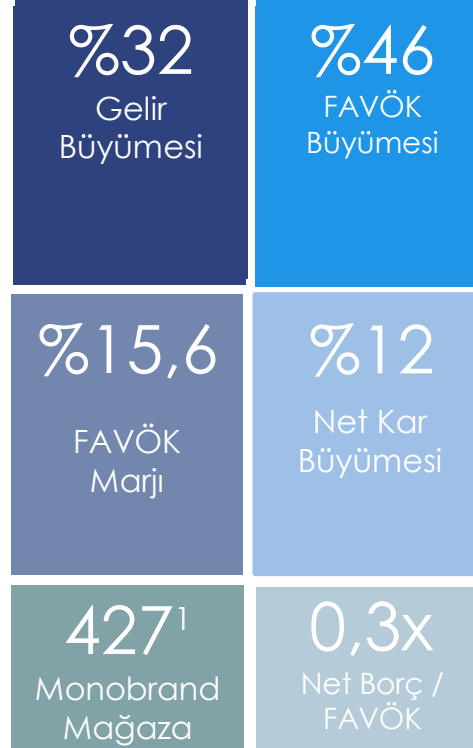 %32
Gelir
Büyümesi
%46
FAVÖK
Büyümesi
%15,6
FAVÖK
Marjı
%12
Net Kar
Büyümesi
427¹
Monobrand
Mağaza
0,3x
Net Borç /
FAVÖK